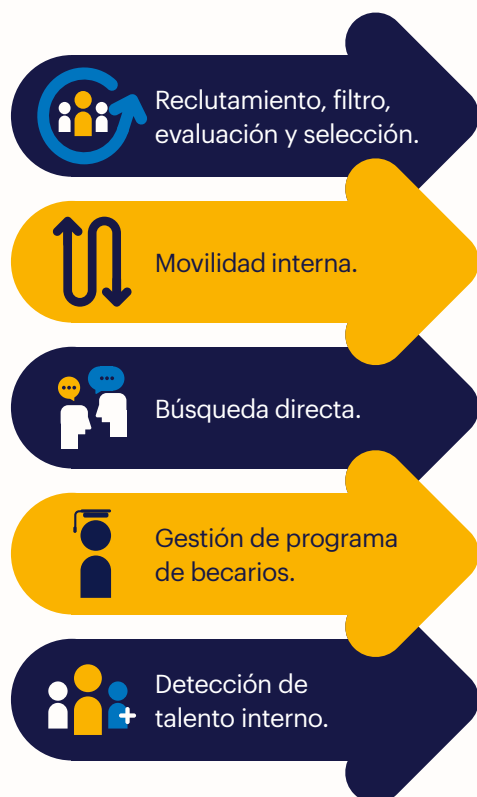 Reclutamiento, filtro,
evaluación y selección.
Movilidad interna.
Búsqueda directa.
Gestión de programa
de becarios.
Detección de
talento interno.